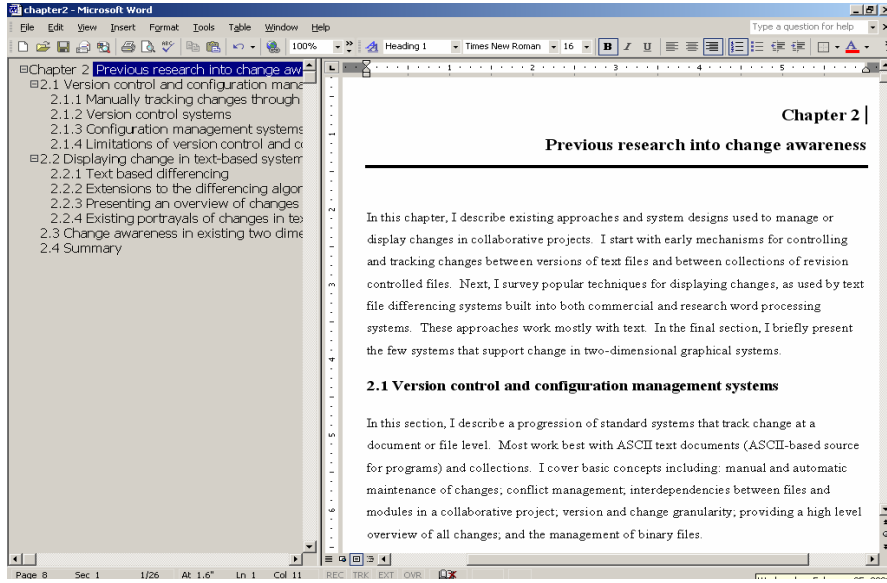 chapter2 - Microsoft Word
File Edit View Insert Format Tools Table Window Help
Type a question for help
100% Heading 1 Times New Roman 16 B I U
Chapter 2 Previous research into change aw
2.1 Version control and configuration mana
2.1.1 Manually tracking changes through
2.1.2 Version control systems
2.1.3 Configuration management systems
2.1.4 Limitations of version control and co
2.2 Displaying change in text-based system
2.2.1 Text based differencing
2.2.2 Extensions to the differencing algor
2.2.3 Presenting an overview of changes
2.2.4 Existing portrayals of changes in tex
2.3 Change awareness in existing two dime
2.4 Summary
1 2 3 4 5
Chapter 2
Previous research into change awareness
In this chapter, I describe existing approaches and system designs used to manage or
display changes in collaborative projects. I start with early mechanisms for controlling
and tracking changes between versions of text files and between collections of revision
controlled files. Next, I survey popular techniques for displaying changes, as used by text
file differencing systems built into both commercial and research word processing
systems. These approaches work mostly with text. In the final section, I briefly present
the few systems that support change in two-dimensional graphical systems.
2.1 Version control and configuration management systems
In this section, I describe a progression of standard systems that track change at a
document or file level. Most work best with ASCII text documents (ASCII-based source
for programs) and collections. I cover basic concepts including: manual and automatic
maintenance of changes; conflict management; interdependencies between files and
modules in a collaborative project; version and change granularity; providing a high level
overview of all changes; and the management of binary files.
Page 8 Sec 1 1/26 At 1.6" Ln 1 Col 11 REC TRK EXT OVR